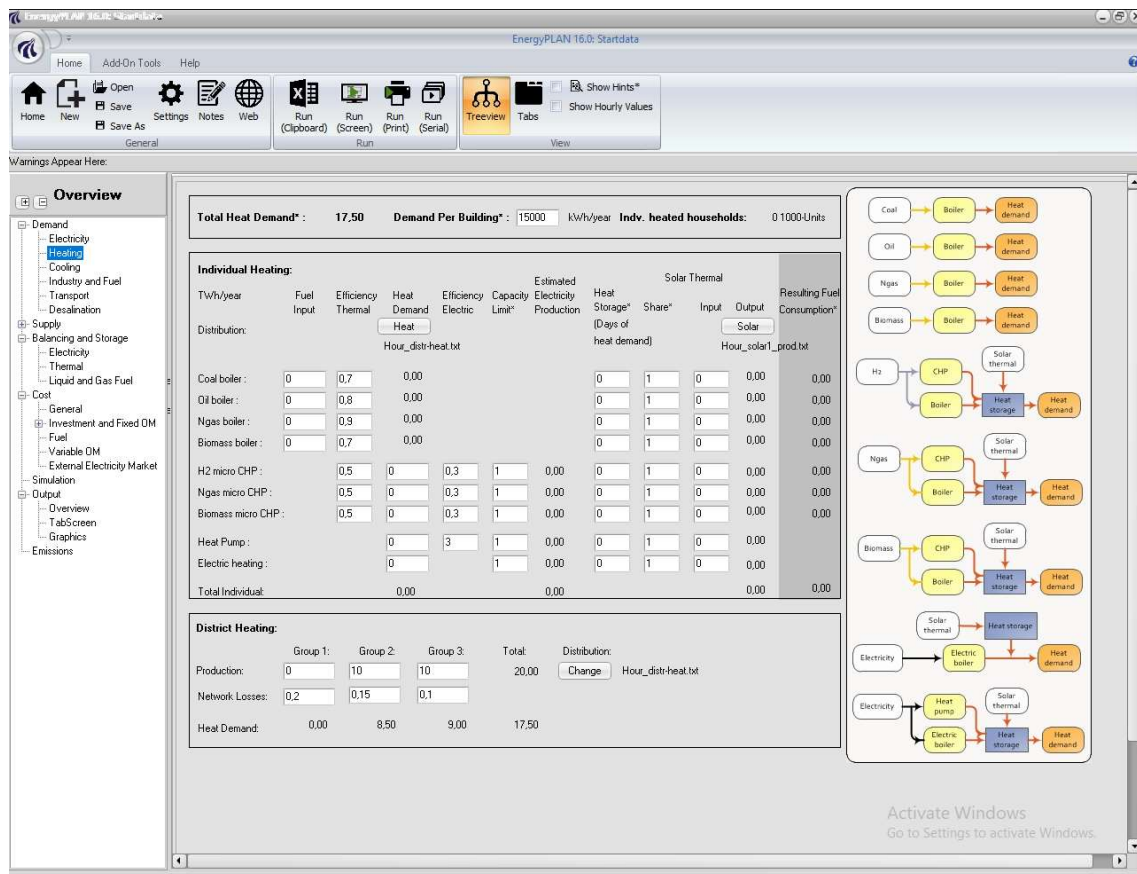 EnergyPLAN 16.0: Startdata
EnergyPLAN 16.0: Startdata
Home Add-On Tools Help
Home New Open Save Save As Settings Notes Web
General
Run (Clipboard) Run (Screen) Run (Print) Run (Serial)
Run
Treeview Tabs Show Hints* Show Hourly Values
View
Warnings Appear Here:
Overview
Demand
Electricity
Heating
Cooling
Industry and Fuel
Transport
Desalination
Supply
Balancing and Storage
Electricity
Thermal
Liquid and Gas Fuel
Cost
General
Investment and Fixed OM
Fuel
Variable OM
External Electricity Market
Simulation
Output
Overview
TabScreen
Graphics
Emissions
Total Heat Demand* : 17,50 Demand Per Building* : 15000 kWh/year Indv. heated households: 0 1000-Units
Individual Heating:
TWh/year
Distribution:
Fuel Input
Efficiency Thermal
Heat Demand
Heat
Hour_distr-heat.txt
Efficiency Electric
Capacity Limit*
Estimated Electricity Production
Solar Thermal
Heat Storage* (Days of heat demand)
Share*
Input
Output
Solar
Hour_solar1_prod.txt
Resulting Fuel Consumption*
Coal boiler : 0 0,7 0,00 0 1 0 0,00 0,00
Oil boiler : 0 0,8 0,00 0 1 0 0,00 0,00
Ngas boiler : 0 0,9 0,00 0 1 0 0,00 0,00
Biomass boiler : 0 0,7 0,00 0 1 0 0,00 0,00
H2 micro CHP : 0,5 0 0,3 1 0,00 0 1 0 0,00 0,00
Ngas micro CHP : 0,5 0 0,3 1 0,00 0 1 0 0,00 0,00
Biomass micro CHP : 0,5 0 0,3 1 0,00 0 1 0 0,00 0,00
Heat Pump : 0 3 1 0,00 0 1 0 0,00
Electric heating : 0 1 0,00 0 1 0 0,00
Total Individual: 0,00 0,00 0,00 0,00
District Heating:
Group 1: Group 2: Group 3: Total: Distribution:
Production: 0 10 10 20,00 Change Hour_distr-heat.txt
Network Losses: 0,2 0,15 0,1
Heat Demand: 0,00 8,50 9,00 17,50
Coal Boiler Heat demand
Oil Boiler Heat demand
Ngas Boiler Heat demand
Biomass Boiler Heat demand
Solar thermal
H2 CHP
Boiler Heat storage Heat demand
Solar thermal
Ngas CHP
Boiler Heat storage Heat demand
Solar thermal
Biomass CHP
Boiler Heat storage Heat demand
Solar thermal Heat storage
Electricity Electric boiler Heat demand
Electricity Heat pump Solar thermal
Electric boiler Heat storage Heat demand
Activate Windows
Go to Settings to activate Windows.